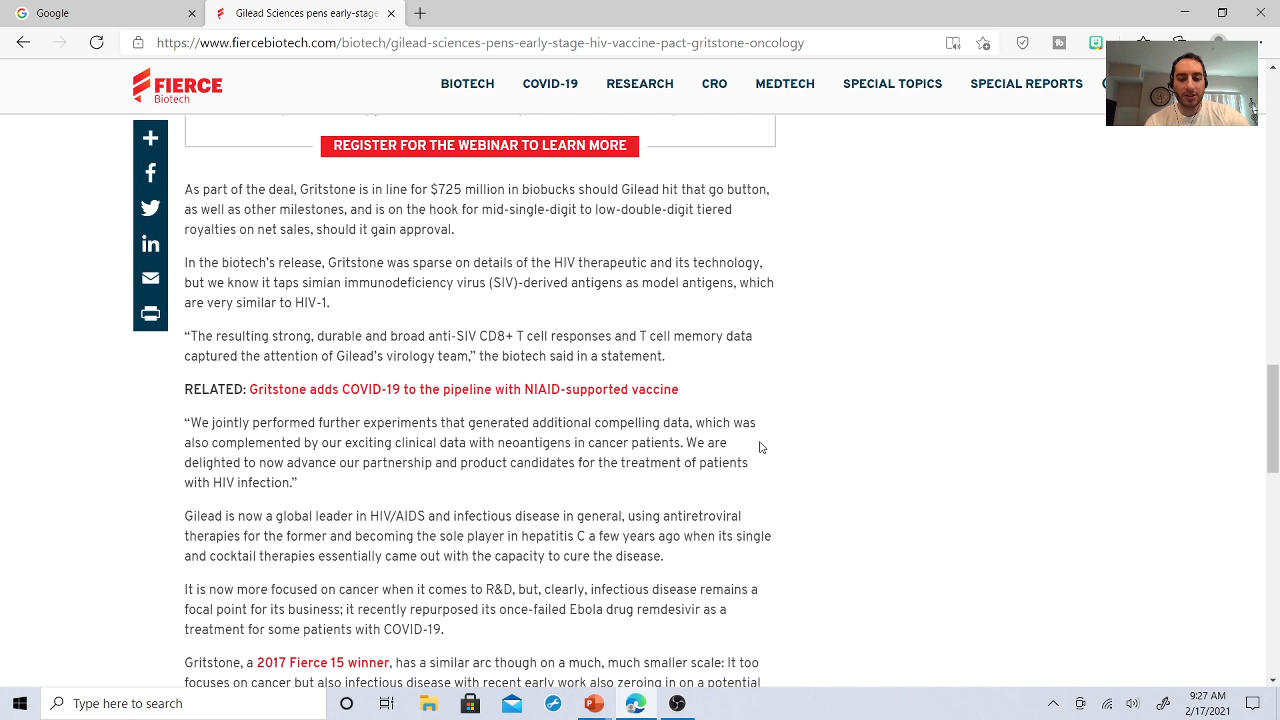 Google
Gilead Sciences pens early-stage
https://www.fiercebiotech.com/biotech/gilead-sciences-pens-early-stage-hiv-vaccine-pact-gritstone-oncology
FIERCE
Biotech
BIOTECH COVID-19 RESEARCH CRO MEDTECH SPECIAL TOPICS SPECIAL REPORTS
REGISTER FOR THE WEBINAR TO LEARN MORE
As part of the deal, Gritstone is in line for $725 million in biobucks should Gilead hit that go button,
as well as other milestones, and is on the hook for mid-single-digit to low-double-digit tiered
royalties on net sales, should it gain approval.
In the biotech’s release, Gritstone was sparse on details of the HIV therapeutic and its technology,
but we know it taps simian immunodeficiency virus (SIV)-derived antigens as model antigens, which
are very similar to HIV-1.
“The resulting strong, durable and broad anti-SIV CD8+ T cell responses and T cell memory data
captured the attention of Gilead’s virology team,” the biotech said in a statement.
RELATED: Gritstone adds COVID-19 to the pipeline with NIAID-supported vaccine
“We jointly performed further experiments that generated additional compelling data, which was
also complemented by our exciting clinical data with neoantigens in cancer patients. We are
delighted to now advance our partnership and product candidates for the treatment of patients
with HIV infection.”
Gilead is now a global leader in HIV/AIDS and infectious disease in general, using antiretroviral
therapies for the former and becoming the sole player in hepatitis C a few years ago when its single
and cocktail therapies essentially came out with the capacity to cure the disease.
It is now more focused on cancer when it comes to R&D, but, clearly, infectious disease remains a
focal point for its business; it recently repurposed its once-failed Ebola drug remdesivir as a
treatment for some patients with COVID-19.
Gritstone, a 2017 Fierce 15 winner, has a similar arc though on a much, much smaller scale: It too
focuses on cancer but also infectious disease with recent early work also zeroing in on a potential
Type here to search
9:27 AM
2/17/2021